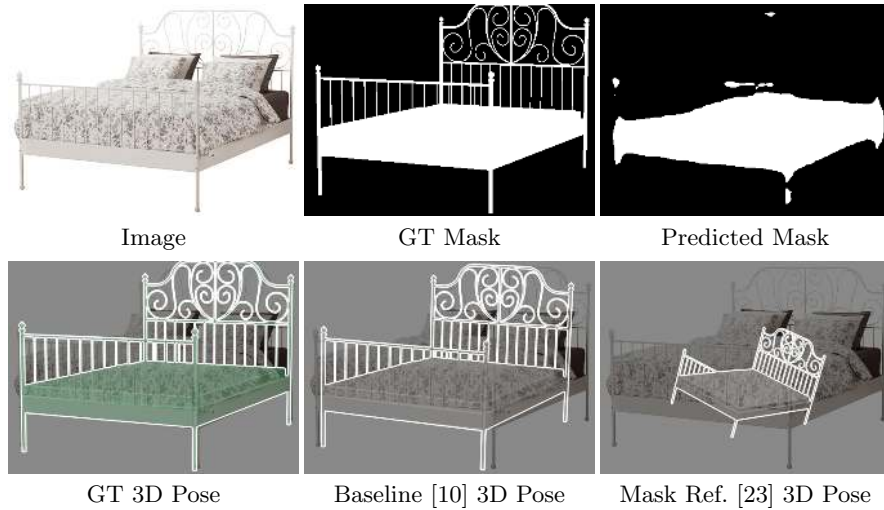 Image
GT Mask
Predicted Mask
GT 3D Pose
Baseline [10] 3D Pose
Mask Ref. [23] 3D Pose